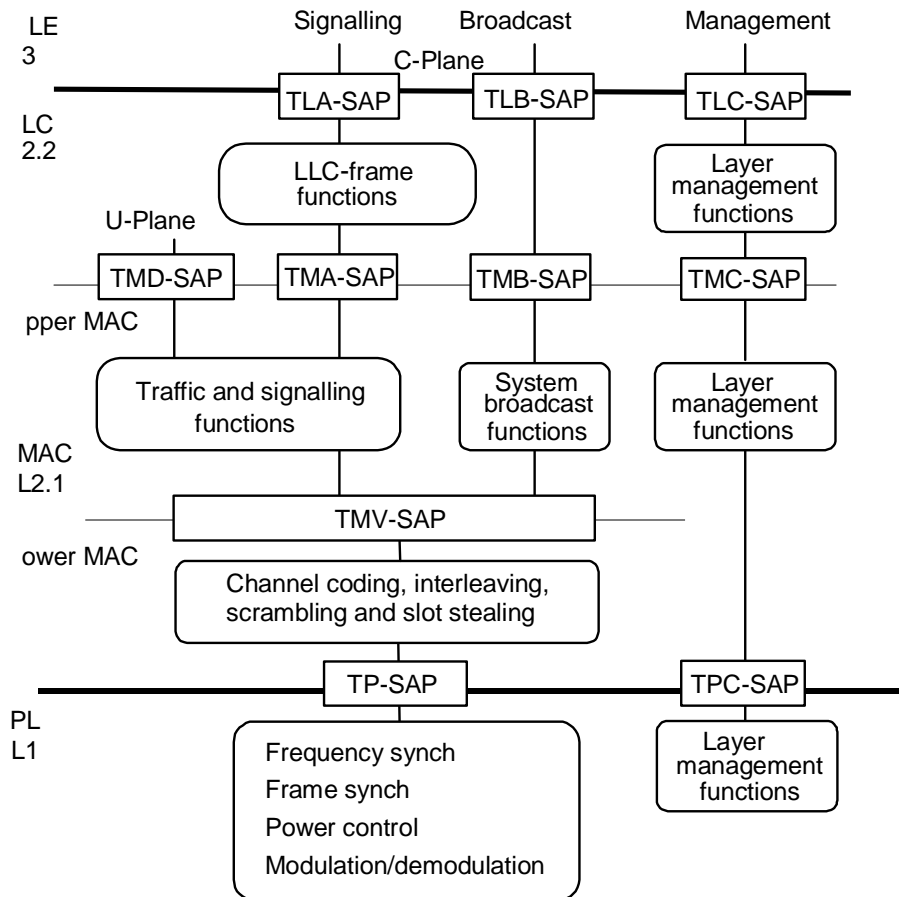 LE
3
Signalling
Broadcast
Management
C-Plane
TLA-SAP
TLB-SAP
TLC-SAP
LC
2.2
LLC-frame
functions
Layer
management
functions
U-Plane
TMD-SAP
TMA-SAP
TMB-SAP
TMC-SAP
pper MAC
Traffic and signalling
functions
System
broadcast
functions
Layer
management
functions
MAC
L2.1
TMV-SAP
ower MAC
Channel coding, interleaving,
scrambling and slot stealing
TP-SAP
TPC-SAP
PL
L1
Frequency synch
Frame synch
Power control
Modulation/demodulation
Layer
management
functions